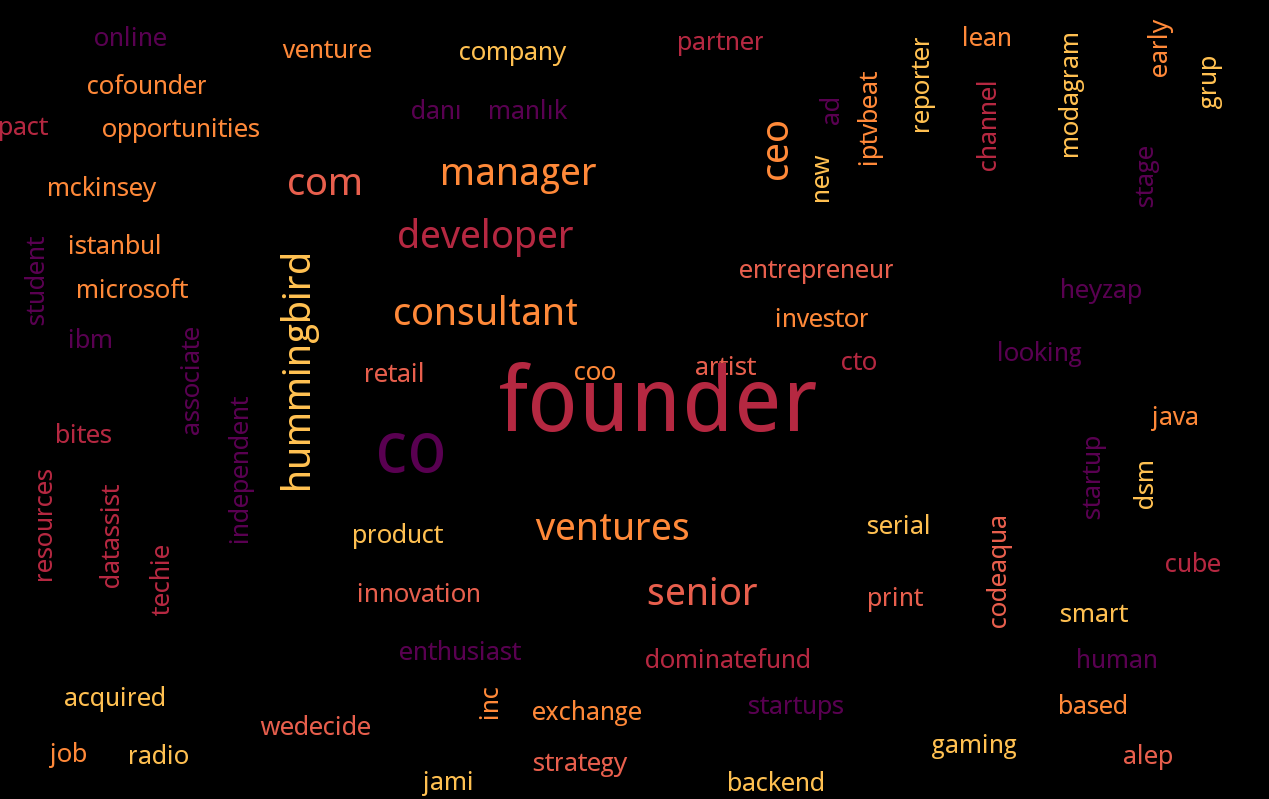 online
venture
company
partner
lean
early
grup
cofounder
reporter
modagram
pact
opportunities
danı
manlık
ad
iptvbeat
channel
ceo
new
stage
mckinsey
com
manager
developer
istanbul
student
microsoft
entrepreneur
heyzap
hummingbird
consultant
investor
ibm
associate
looking
retail
coo
artist
cto
founder
co
bites
independent
java
startup
dsm
resources
datassist
techie
product
ventures
serial
codeaqua
cube
innovation
senior
print
smart
enthusiast
dominatefund
human
acquired
inc
exchange
startups
based
wedecide
job
radio
strategy
gaming
alep
jami
backend